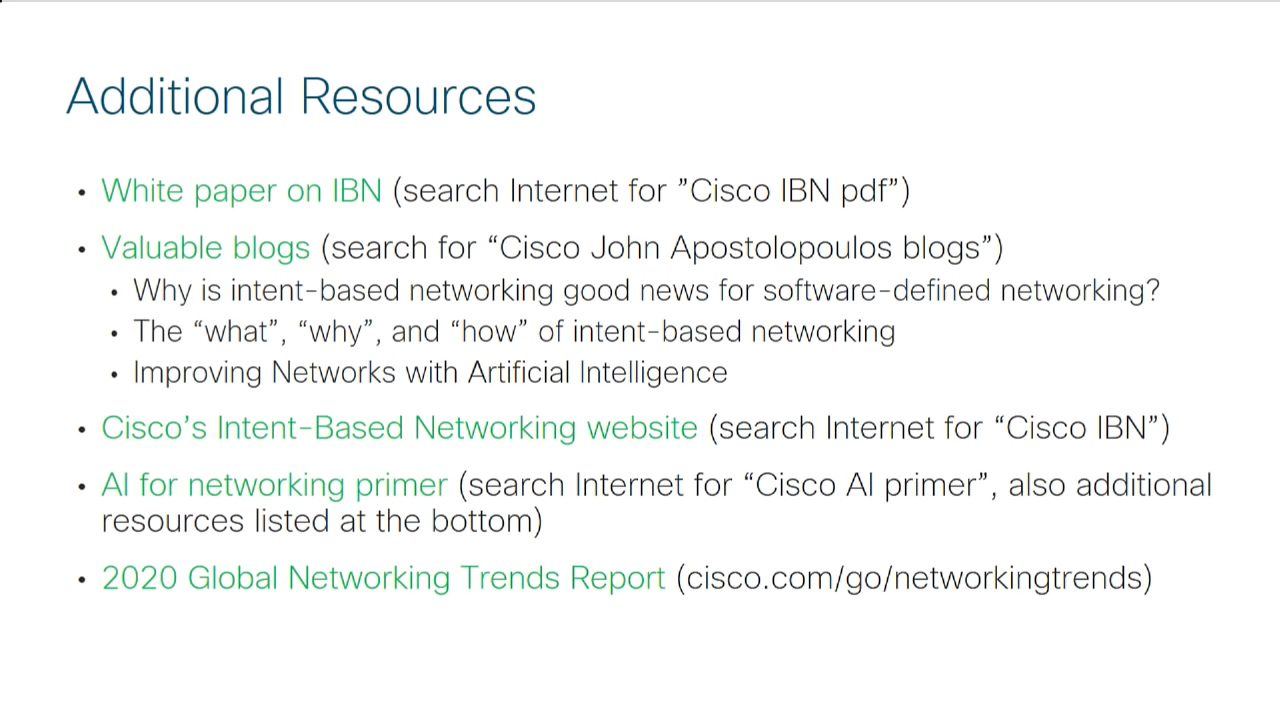 Additional Resources
• White paper on IBN (search Internet for ”Cisco IBN pdf”)
• Valuable blogs (search for “Cisco John Apostolopoulos blogs”)
• Why is intent-based networking good news for software-defined networking?
• The “what”, “why”, and “how” of intent-based networking
• Improving Networks with Artificial Intelligence
• Cisco’s Intent-Based Networking website (search Internet for “Cisco IBN”)
• AI for networking primer (search Internet for “Cisco AI primer”, also additional
resources listed at the bottom)
• 2020 Global Networking Trends Report (cisco.com/go/networkingtrends)